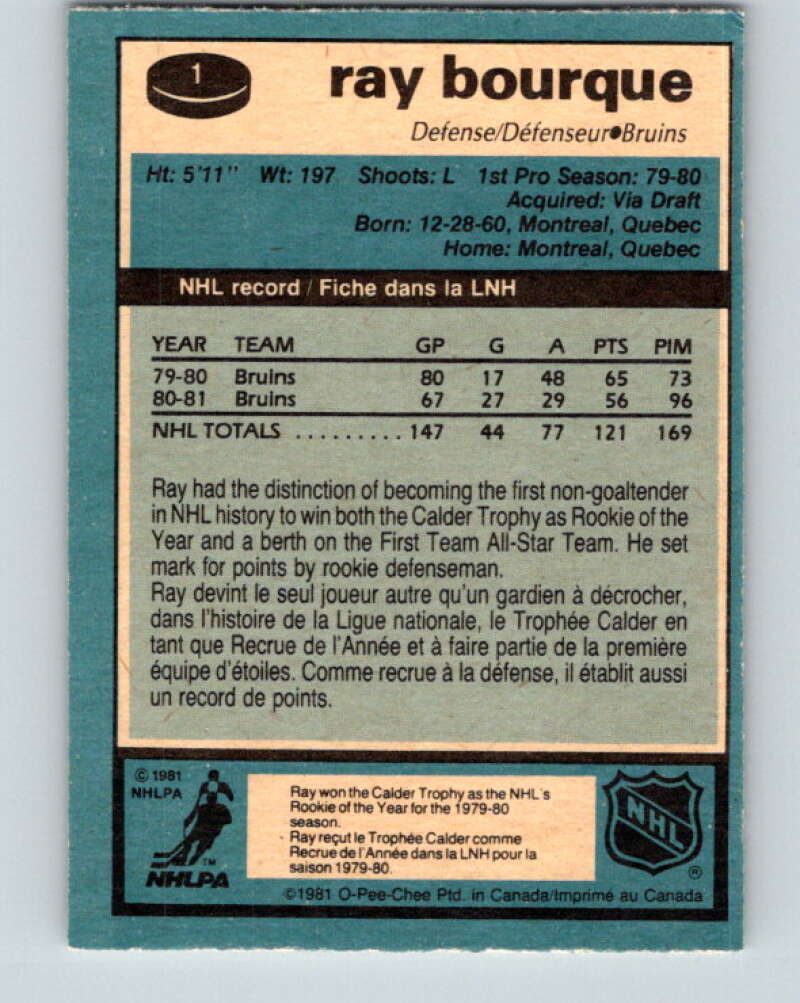 1
ray bourque
Defense/Défenseur•Bruins
Ht: 5'11" Wt: 197 Shoots: L 1st Pro Season: 79-80
Acquired: Via Draft
Born: 12-28-60, Montreal, Quebec
Home: Montreal, Quebec
NHL record / Fiche dans la LNH
YEAR TEAM GP G A PTS PIM
79-80 Bruins 80 17 48 65 73
80-81 Bruins 67 27 29 56 96
NHL TOTALS ......... 147 44 77 121 169
Ray had the distinction of becoming the first non-goaltender
in NHL history to win both the Calder Trophy as Rookie of the
Year and a berth on the First Team All-Star Team. He set
mark for points by rookie defenseman.
Ray devint le seul joueur autre qu'un gardien à décrocher,
dans l'histoire de la Ligue nationale, le Trophée Calder en
tant que Recrue de l'Année et à faire partie de la première
équipe d'étoiles. Comme recrue à la défense, il établit aussi
un record de points.
© 1981
NHLPA
TM
NHLPA
Ray won the Calder Trophy as the NHL's
Rookie of the Year for the 1979-80
season.
Ray reçut le Trophée Calder comme
Recrue de l'Année dans la LNH pour la
saison 1979-80.
NHL
®
©1981 O-Pee-Chee Ptd. in Canada/Imprimé au Canada